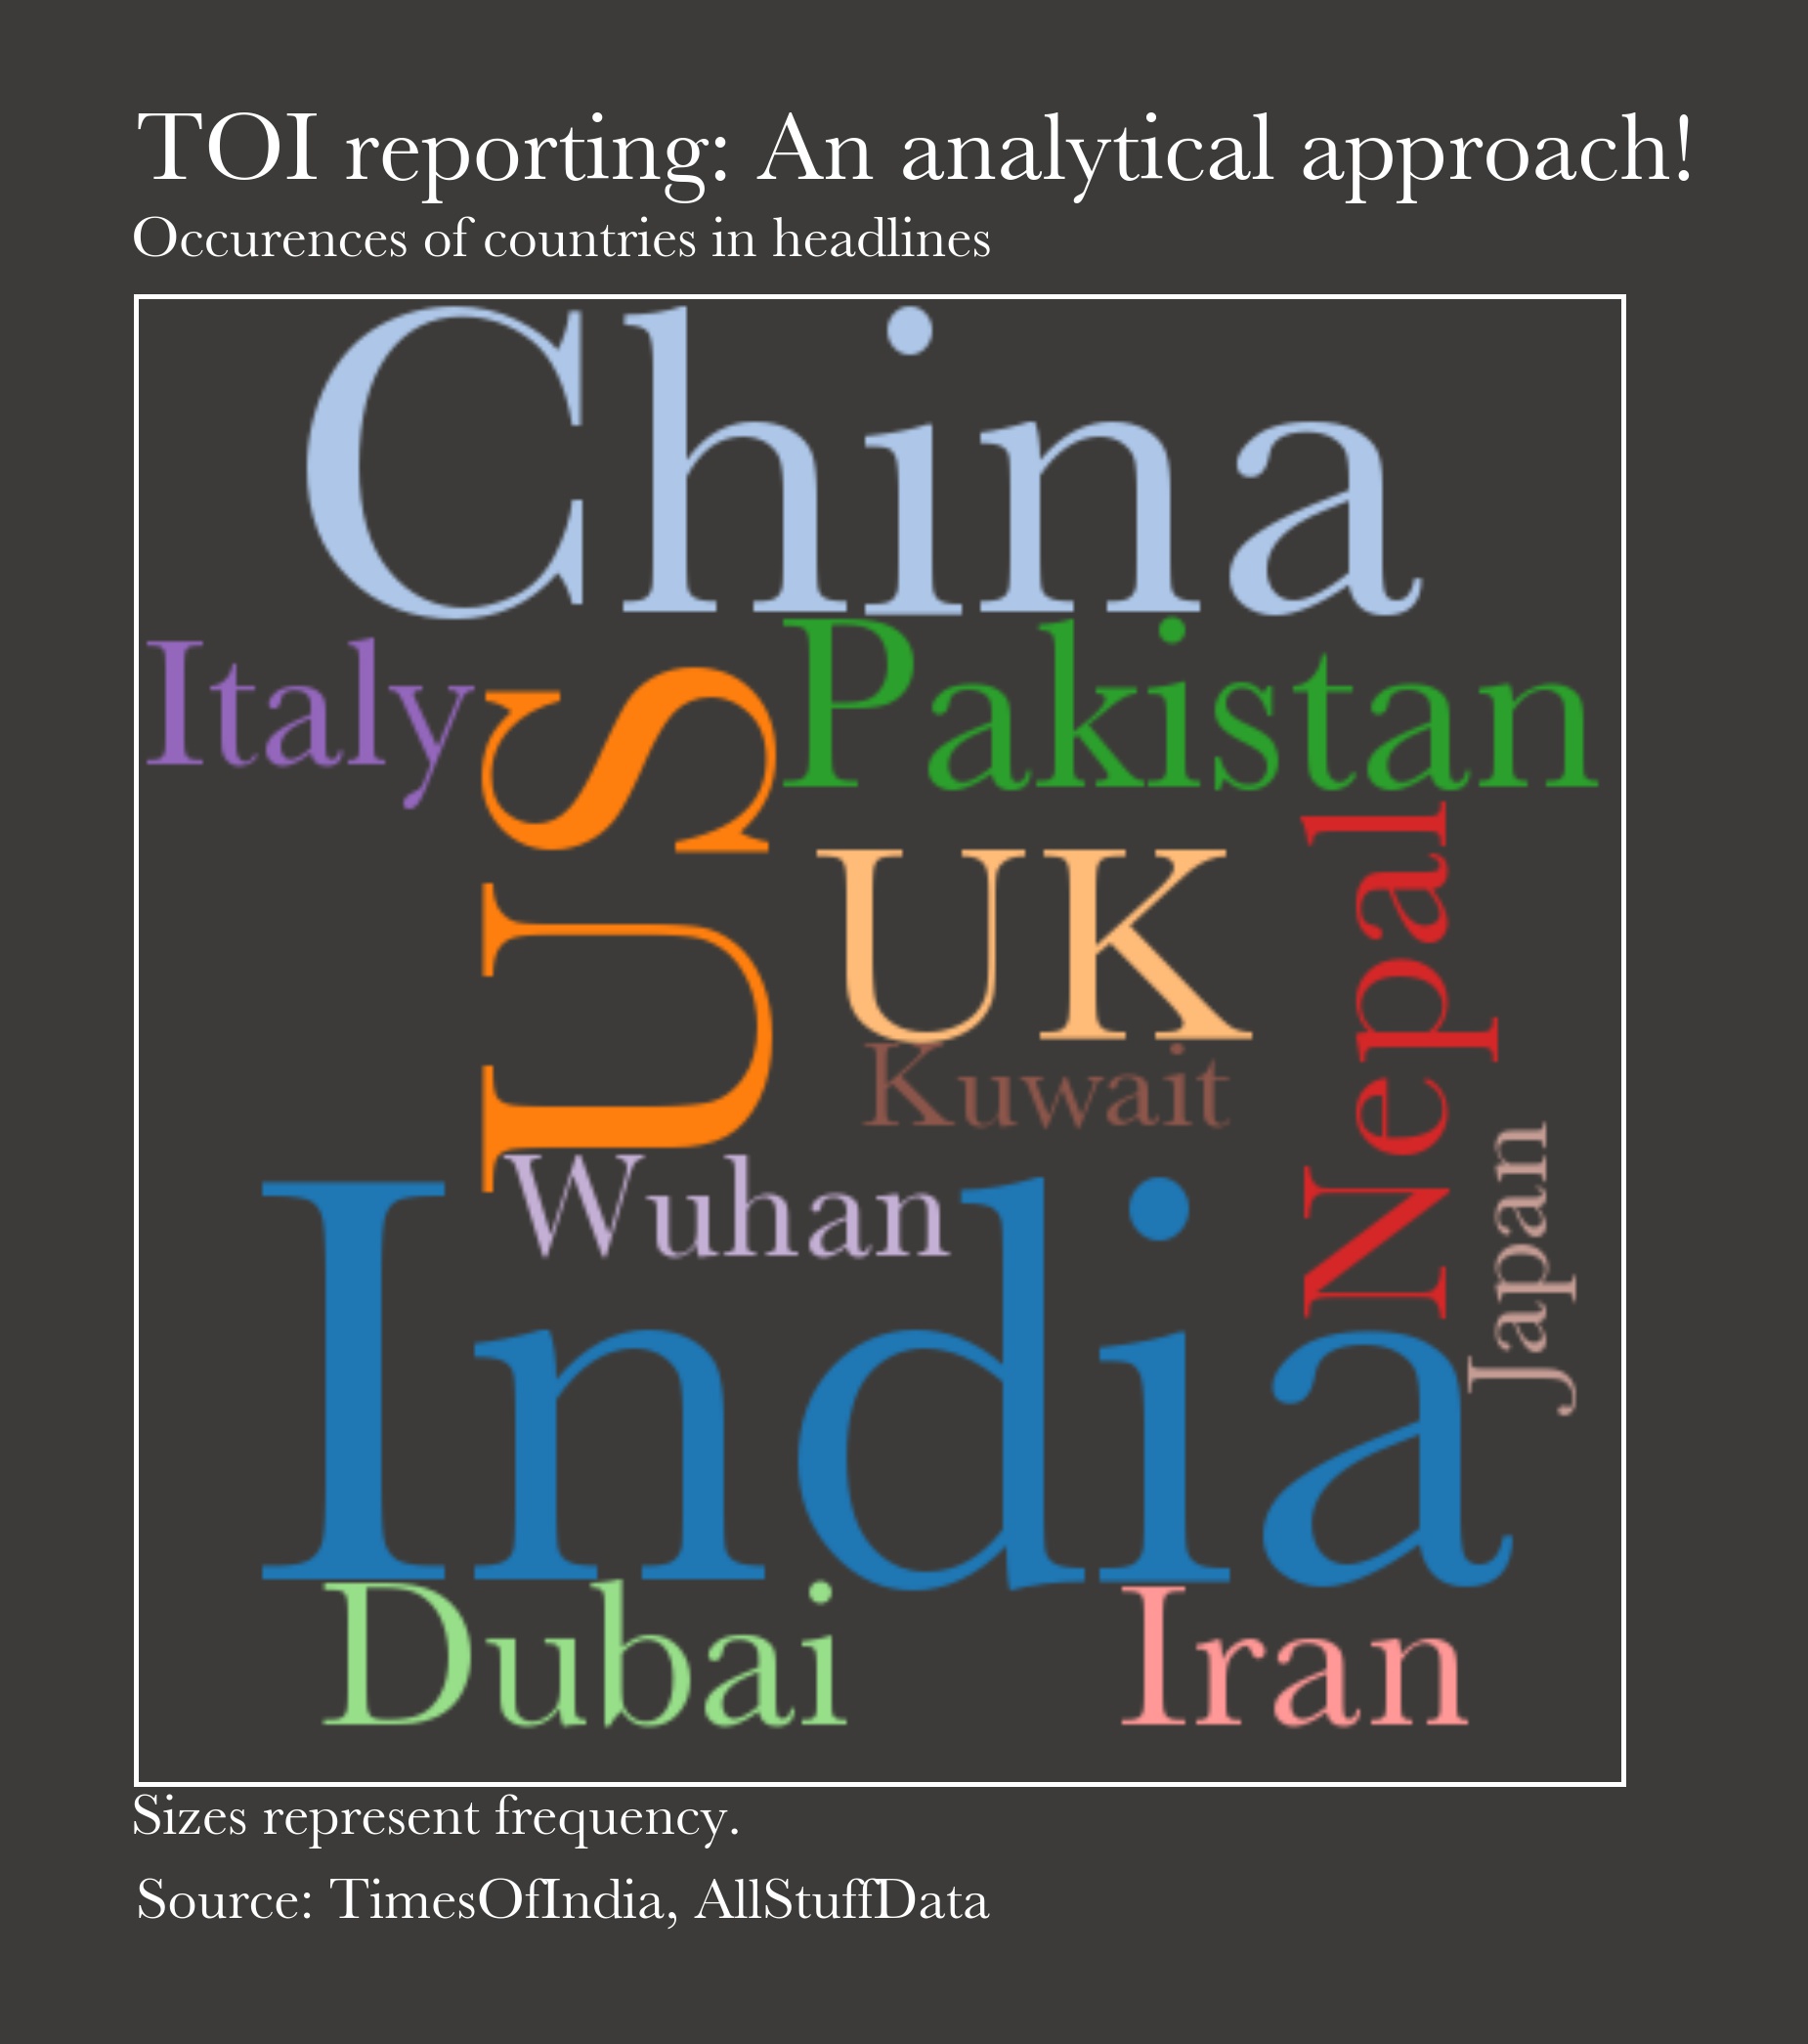 TOI reporting: An analytical approach!
Occurences of countries in headlines
China
Italy
Pakistan
US
UK
Nepal
Kuwait
Wuhan
Japan
India
Dubai
Iran
Sizes represent frequency.
Source: TimesOfIndia, AllStuffData